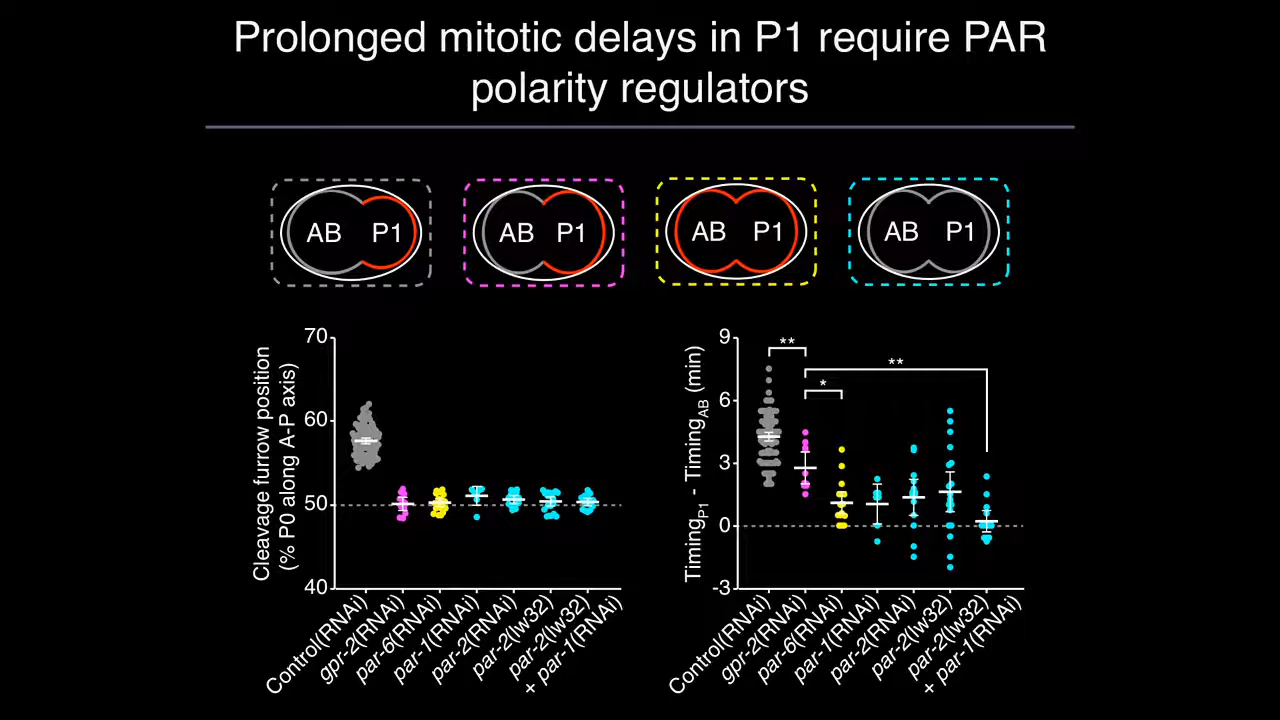 Prolonged mitotic delays in P1 require PAR
polarity regulators
AB P1
AB P1
AB P1
AB P1
Cleavage furrow position
(% P0 along A-P axis)
70
60
50
40
Control(RNAi)
gpr-2(RNAi)
par-6(RNAi)
par-1(RNAi)
par-2(RNAi)
par-2(lw32)
par-2(lw32)
+ par-1(RNAi)
TimingP1 - TimingAB (min)
9
6
3
0
-3
**
**
*
Control(RNAi)
gpr-2(RNAi)
par-6(RNAi)
par-1(RNAi)
par-2(RNAi)
par-2(lw32)
par-2(lw32)
+ par-1(RNAi)